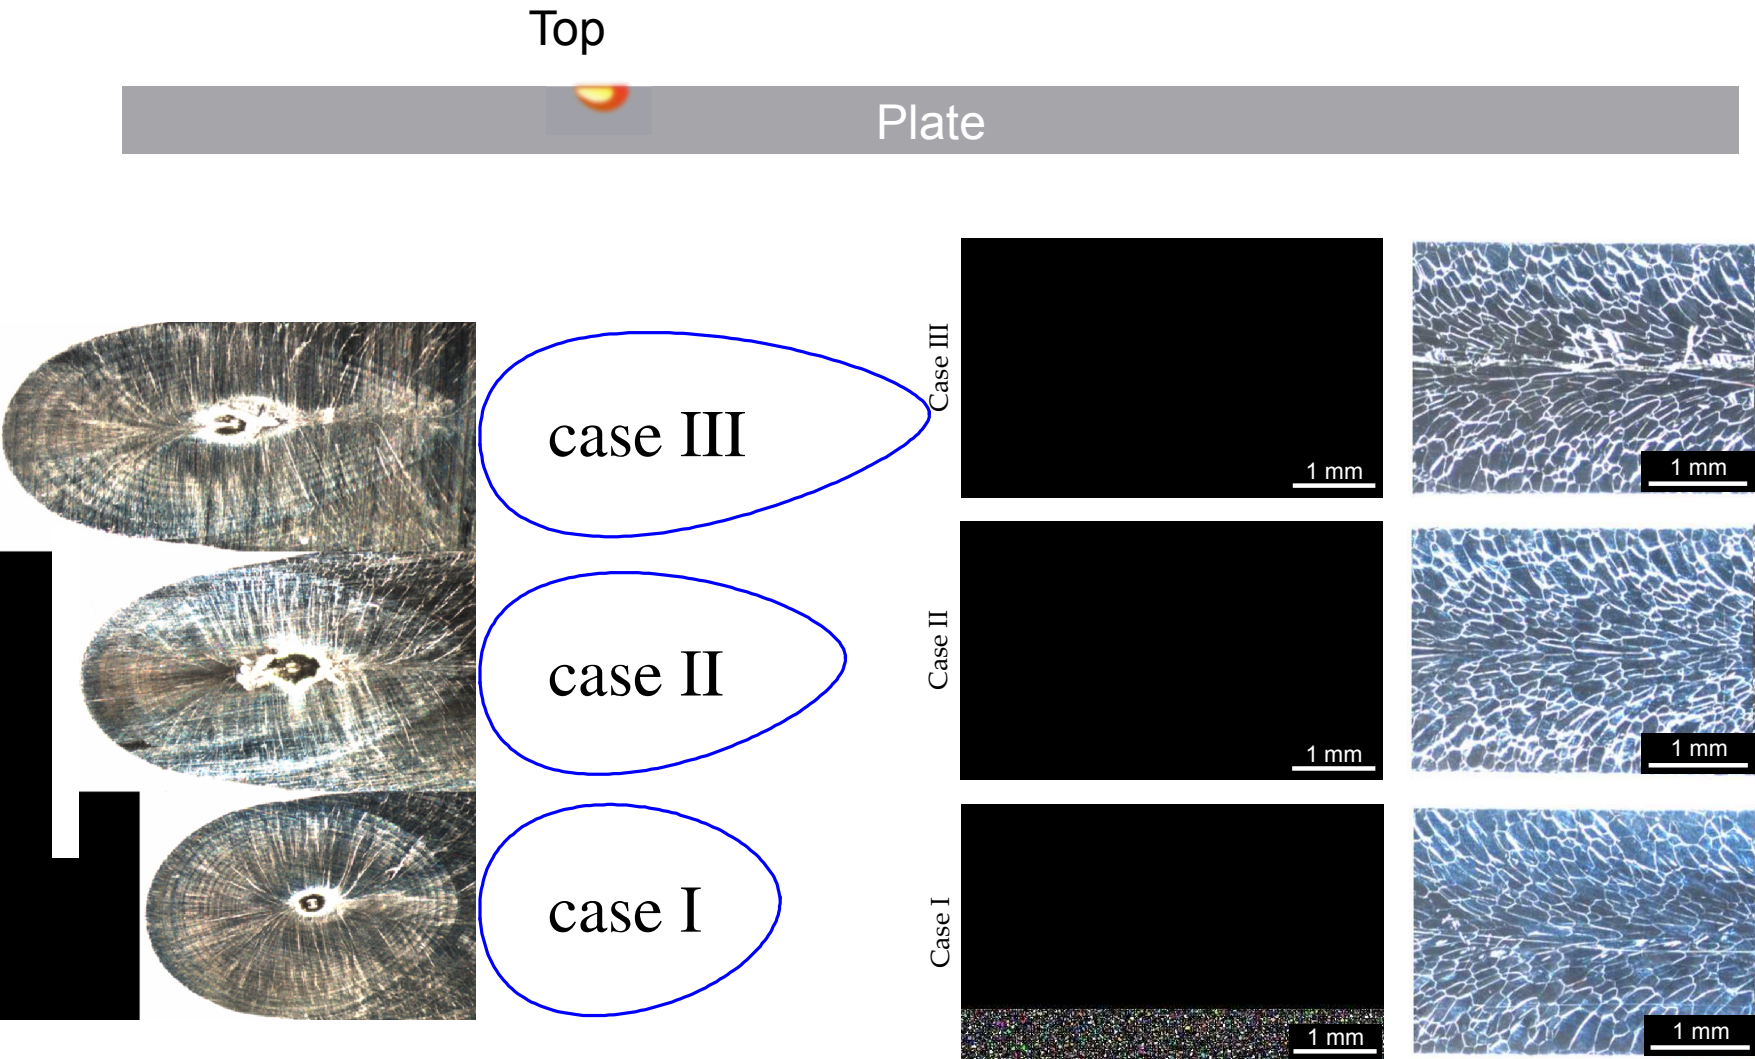 Top
Plate
case III
Case III
1 mm
1 mm
case II
Case II
1 mm
1 mm
case I
Case I
1 mm
1 mm